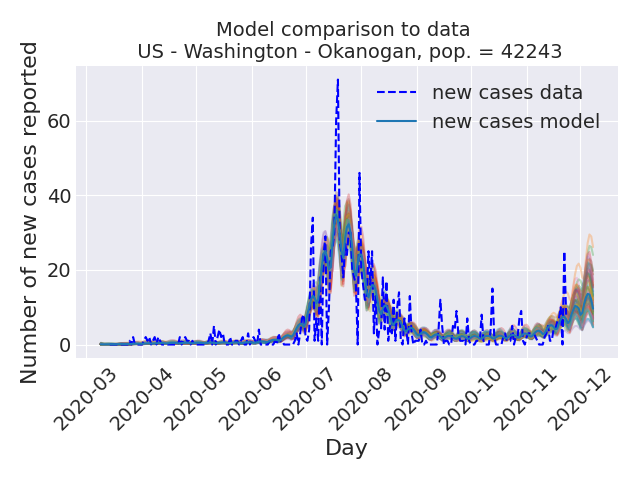 Model comparison to data
US - Washington - Okanogan, pop. = 42243
Number of new cases reported
60
40
20
0
new cases data
new cases model
2020-03
2020-04
2020-05
2020-06
2020-07
2020-08
2020-09
2020-10
2020-11
2020-12
Day